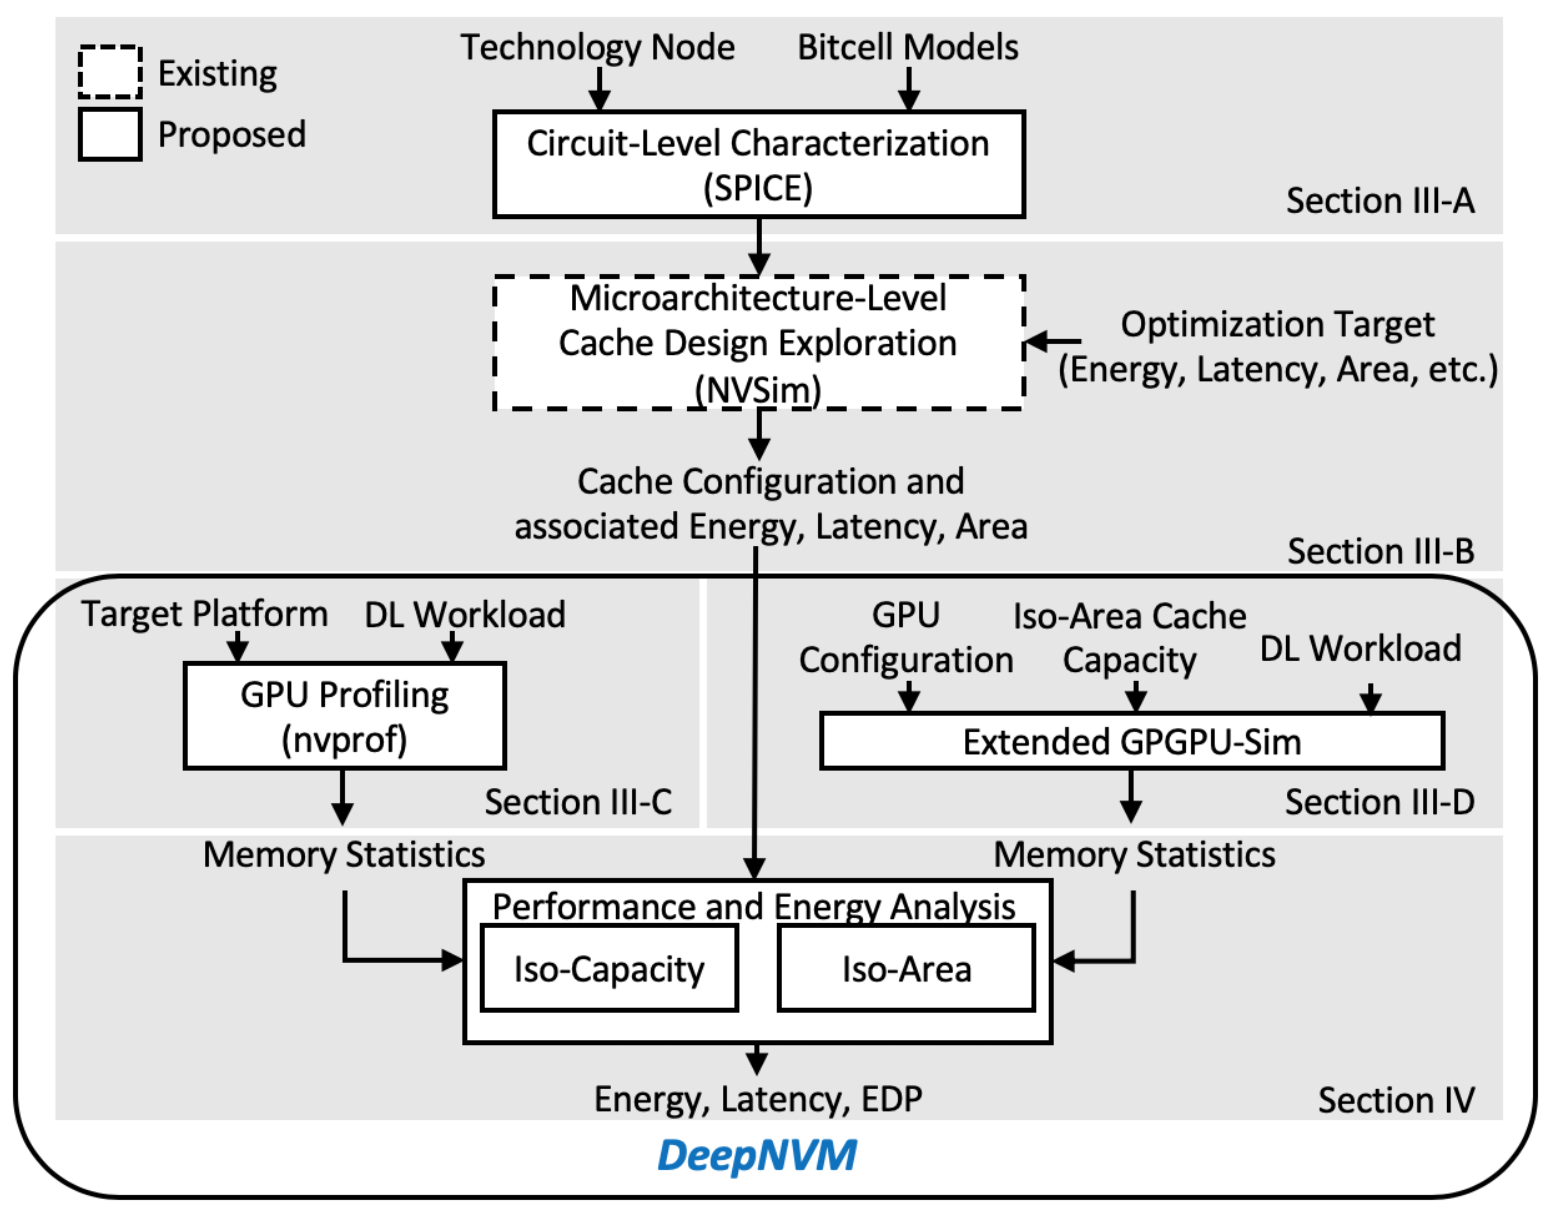 Existing
Proposed
Technology Node
Bitcell Models
Circuit-Level Characterization
(SPICE)
Section III-A
Microarchitecture-Level
Cache Design Exploration
(NVSim)
Optimization Target
(Energy, Latency, Area, etc.)
Cache Configuration and
associated Energy, Latency, Area
Section III-B
Target Platform
DL Workload
GPU Profiling
(nvprof)
Section III-C
GPU
Configuration
Iso-Area Cache
Capacity
DL Workload
Extended GPGPU-Sim
Section III-D
Memory Statistics
Memory Statistics
Performance and Energy Analysis
Iso-Capacity
Iso-Area
Energy, Latency, EDP
Section IV
DeepNVM